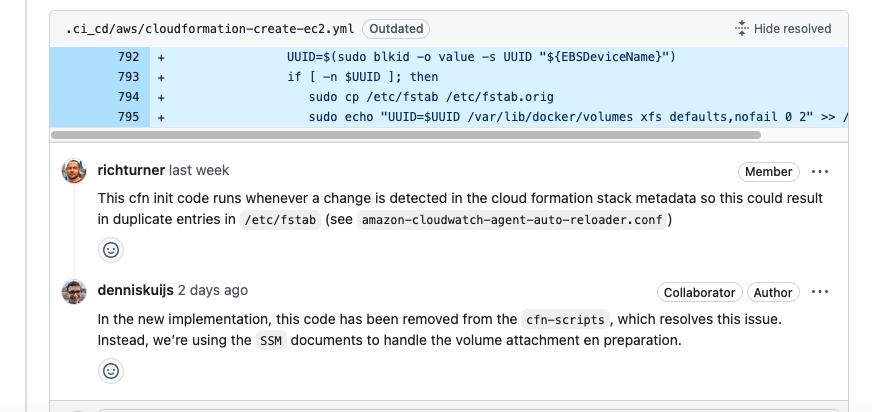 .ci_cd/aws/cloudformation-create-ec2.yml Outdated Hide resolved
792 + UUID=$(sudo blkid -o value -s UUID "${EBSDeviceName}")
793 + if [ -n $UUID ]; then
794 + sudo cp /etc/fstab /etc/fstab.orig
795 + sudo echo "UUID=$UUID /var/lib/docker/volumes xfs defaults,nofail 0 2" >> /
richturner last week Member
This cfn init code runs whenever a change is detected in the cloud formation stack metadata so this could result
in duplicate entries in /etc/fstab (see amazon-cloudwatch-agent-auto-reloader.conf)
denniskuijs 2 days ago Collaborator Author
In the new implementation, this code has been removed from the cfn-scripts, which resolves this issue.
Instead, we're using the SSM documents to handle the volume attachment en preparation.